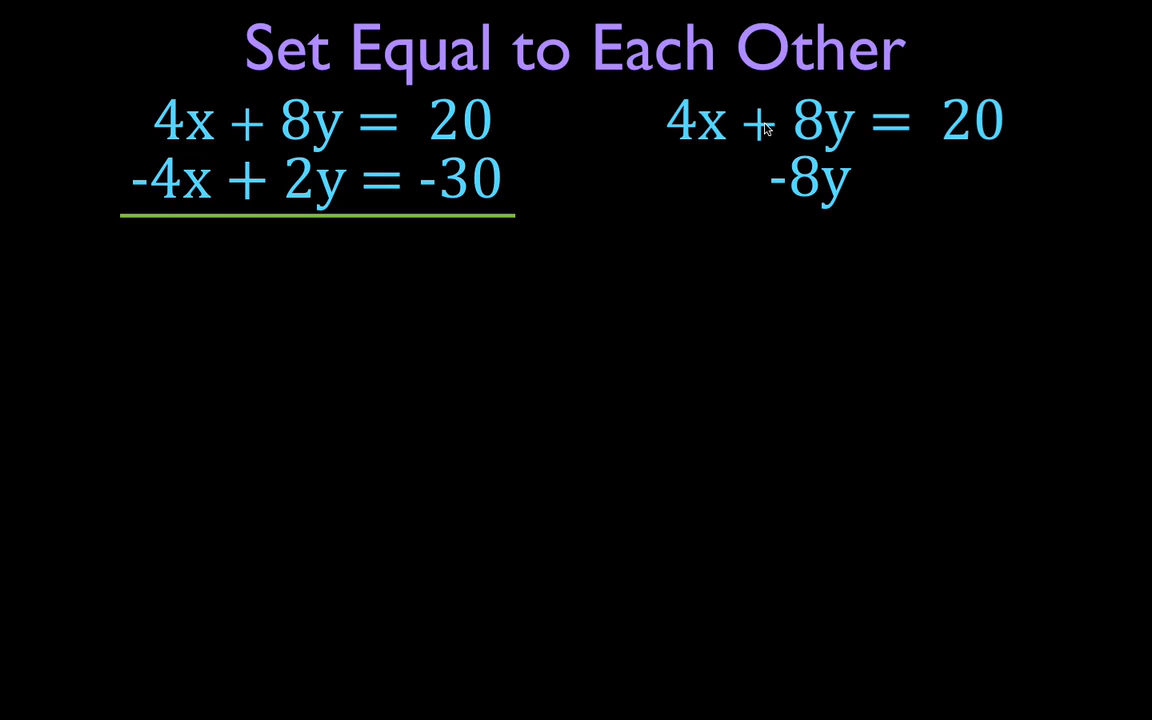 Set Equal to Each Other
4x + 8y = 20
-4x + 2y = -30
4x + 8y = 20
-8y